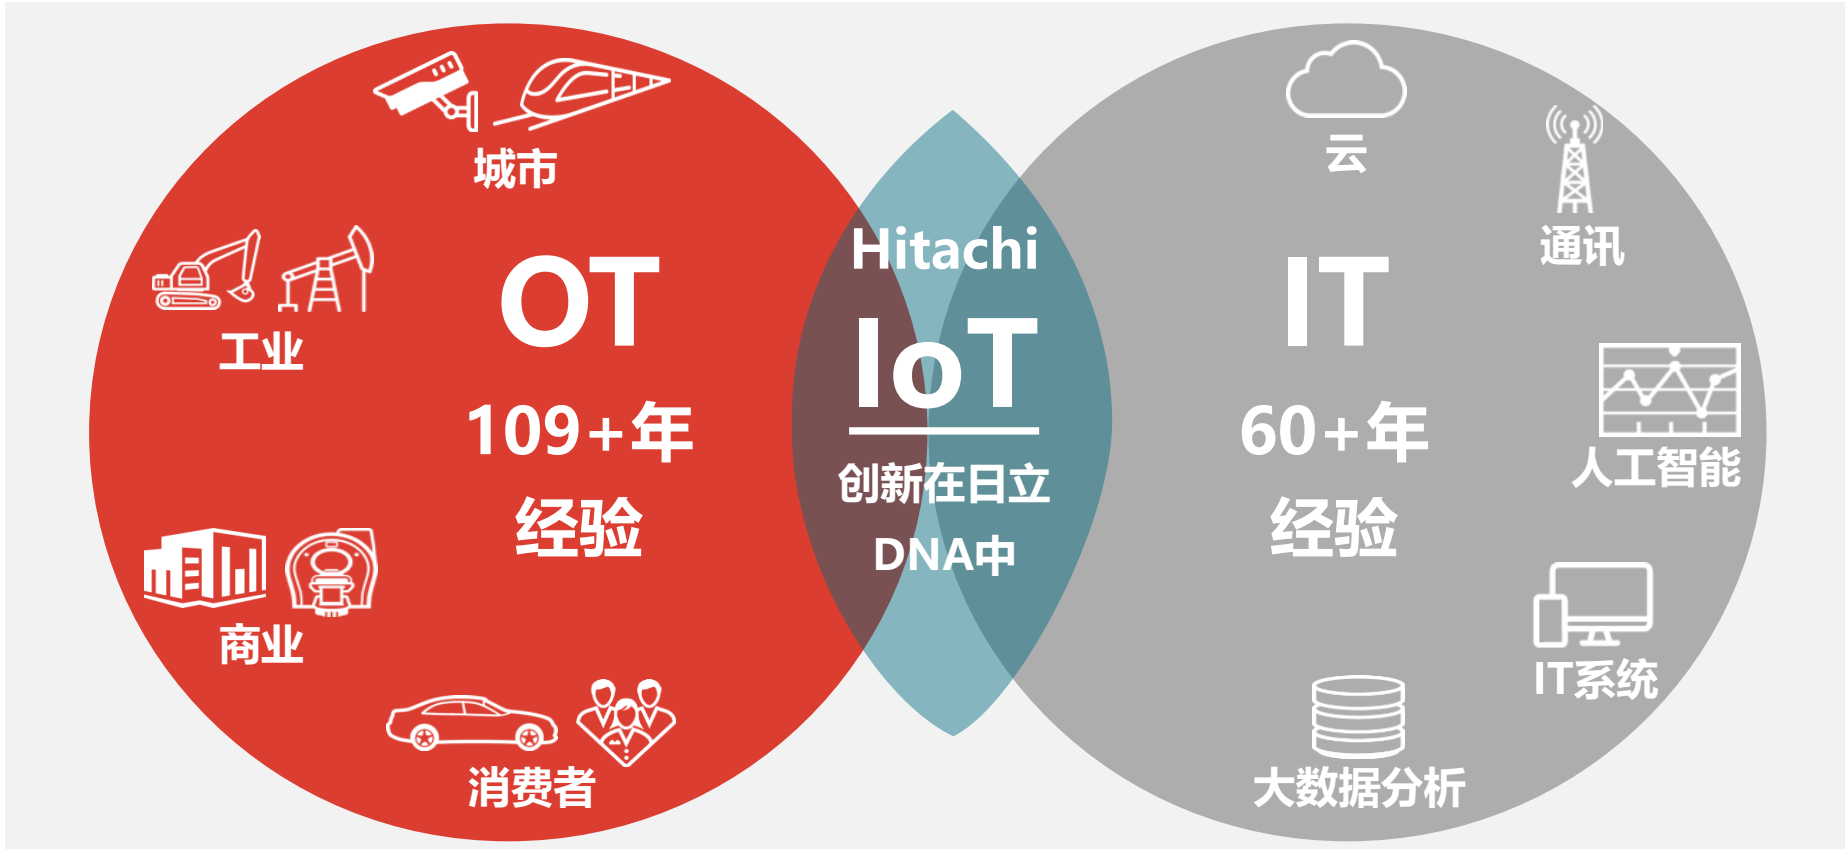 城市
工业
商业
消费者
OT
109+年
经验
Hitachi
IoT
创新在日立
DNA中
IT
60+年
经验
云
通讯
人工智能
IT系统
大数据分析